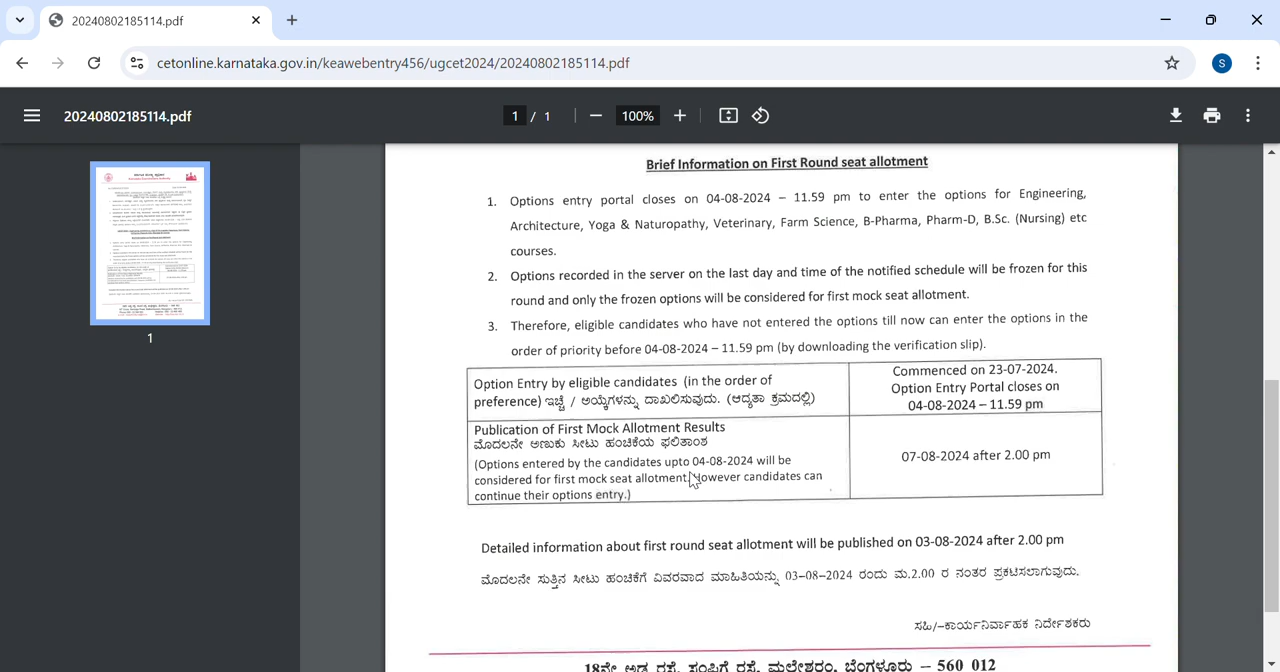 20240802185114.pdf
cetonline.karnataka.gov.in/keawebentry456/ugcet2024/20240802185114.pdf
S
20240802185114.pdf
1 / 1
100%
1
Brief Information on First Round seat allotment
1. Options entry portal closes on 04-08-2024 – 11.59 pm to enter the options for Engineering,
Architecture, Yoga & Naturopathy, Veterinary, Farm Science, B-Pharma, Pharm-D, B.Sc. (Nursing) etc
courses.
2. Options recorded in the server on the last day and time of the notified schedule will be frozen for this
round and only the frozen options will be considered for first mock seat allotment.
3. Therefore, eligible candidates who have not entered the options till now can enter the options in the
order of priority before 04-08-2024 – 11.59 pm (by downloading the verification slip).
Option Entry by eligible candidates (in the order of
preference) ಇಚ್ಛೆ / ಆಯ್ಕೆಗಳನ್ನು ದಾಖಲಿಸುವುದು. (ಆದ್ಯತಾ ಕ್ರಮದಲ್ಲಿ)
Commenced on 23-07-2024.
Option Entry Portal closes on
04-08-2024 – 11.59 pm
Publication of First Mock Allotment Results
ಮೊದಲನೇ ಅಣುಕು ಸೀಟು ಹಂಚಿಕೆಯ ಫಲಿತಾಂಶ
(Options entered by the candidates upto 04-08-2024 will be
considered for first mock seat allotment. However candidates can
continue their options entry.)
07-08-2024 after 2.00 pm
Detailed information about first round seat allotment will be published on 03-08-2024 after 2.00 pm
ಮೊದಲನೇ ಸುತ್ತಿನ ಸೀಟು ಹಂಚಿಕೆಗೆ ವಿವರವಾದ ಮಾಹಿತಿಯನ್ನು 03-08-2024 ರಂದು ಮ.2.00 ರ ನಂತರ ಪ್ರಕಟಿಸಲಾಗುವುದು.
ಸಹಿ/-ಕಾರ್ಯನಿರ್ವಾಹಕ ನಿರ್ದೇಶಕರು
18ನೇ ಅಡ್ಡ ರಸ್ತೆ, ಸಂಪಿಗೆ ರಸ್ತೆ, ಮಲ್ಲೇಶ್ವರಂ, ಬೆಂಗಳೂರು – 560 012